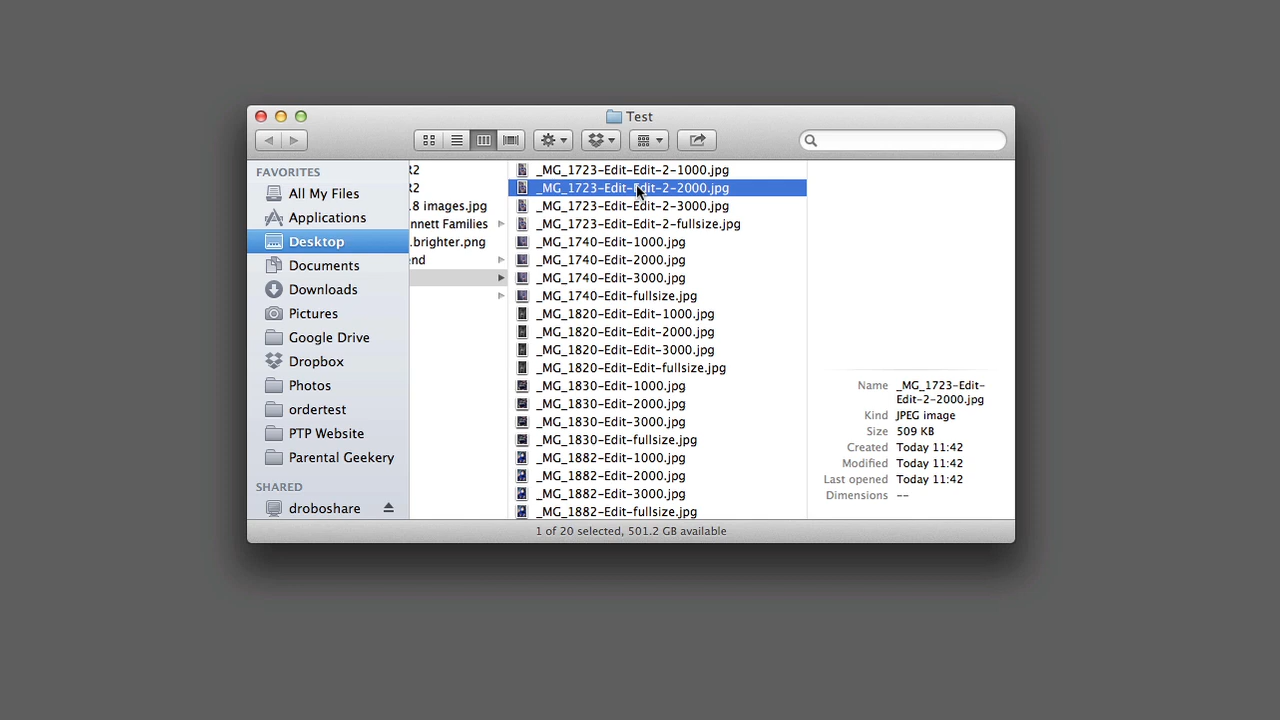 Test
FAVORITES
All My Files
Applications
Desktop
Documents
Downloads
Pictures
Google Drive
Dropbox
Photos
ordertest
PTP Website
Parental Geekery
SHARED
droboshare
R2
R2
.8 images.jpg
nnett Families
.brighter.png
end
_MG_1723-Edit-Edit-2-1000.jpg
_MG_1723-Edit-Edit-2-2000.jpg
_MG_1723-Edit-Edit-2-3000.jpg
_MG_1723-Edit-Edit-2-fullsize.jpg
_MG_1740-Edit-1000.jpg
_MG_1740-Edit-2000.jpg
_MG_1740-Edit-3000.jpg
_MG_1740-Edit-fullsize.jpg
_MG_1820-Edit-Edit-1000.jpg
_MG_1820-Edit-Edit-2000.jpg
_MG_1820-Edit-Edit-3000.jpg
_MG_1820-Edit-Edit-fullsize.jpg
_MG_1830-Edit-1000.jpg
_MG_1830-Edit-2000.jpg
_MG_1830-Edit-3000.jpg
_MG_1830-Edit-fullsize.jpg
_MG_1882-Edit-1000.jpg
_MG_1882-Edit-2000.jpg
_MG_1882-Edit-3000.jpg
_MG_1882-Edit-fullsize.jpg
Name _MG_1723-Edit-
Edit-2-2000.jpg
Kind JPEG image
Size 509 KB
Created Today 11:42
Modified Today 11:42
Last opened Today 11:42
Dimensions --
1 of 20 selected, 501.2 GB available